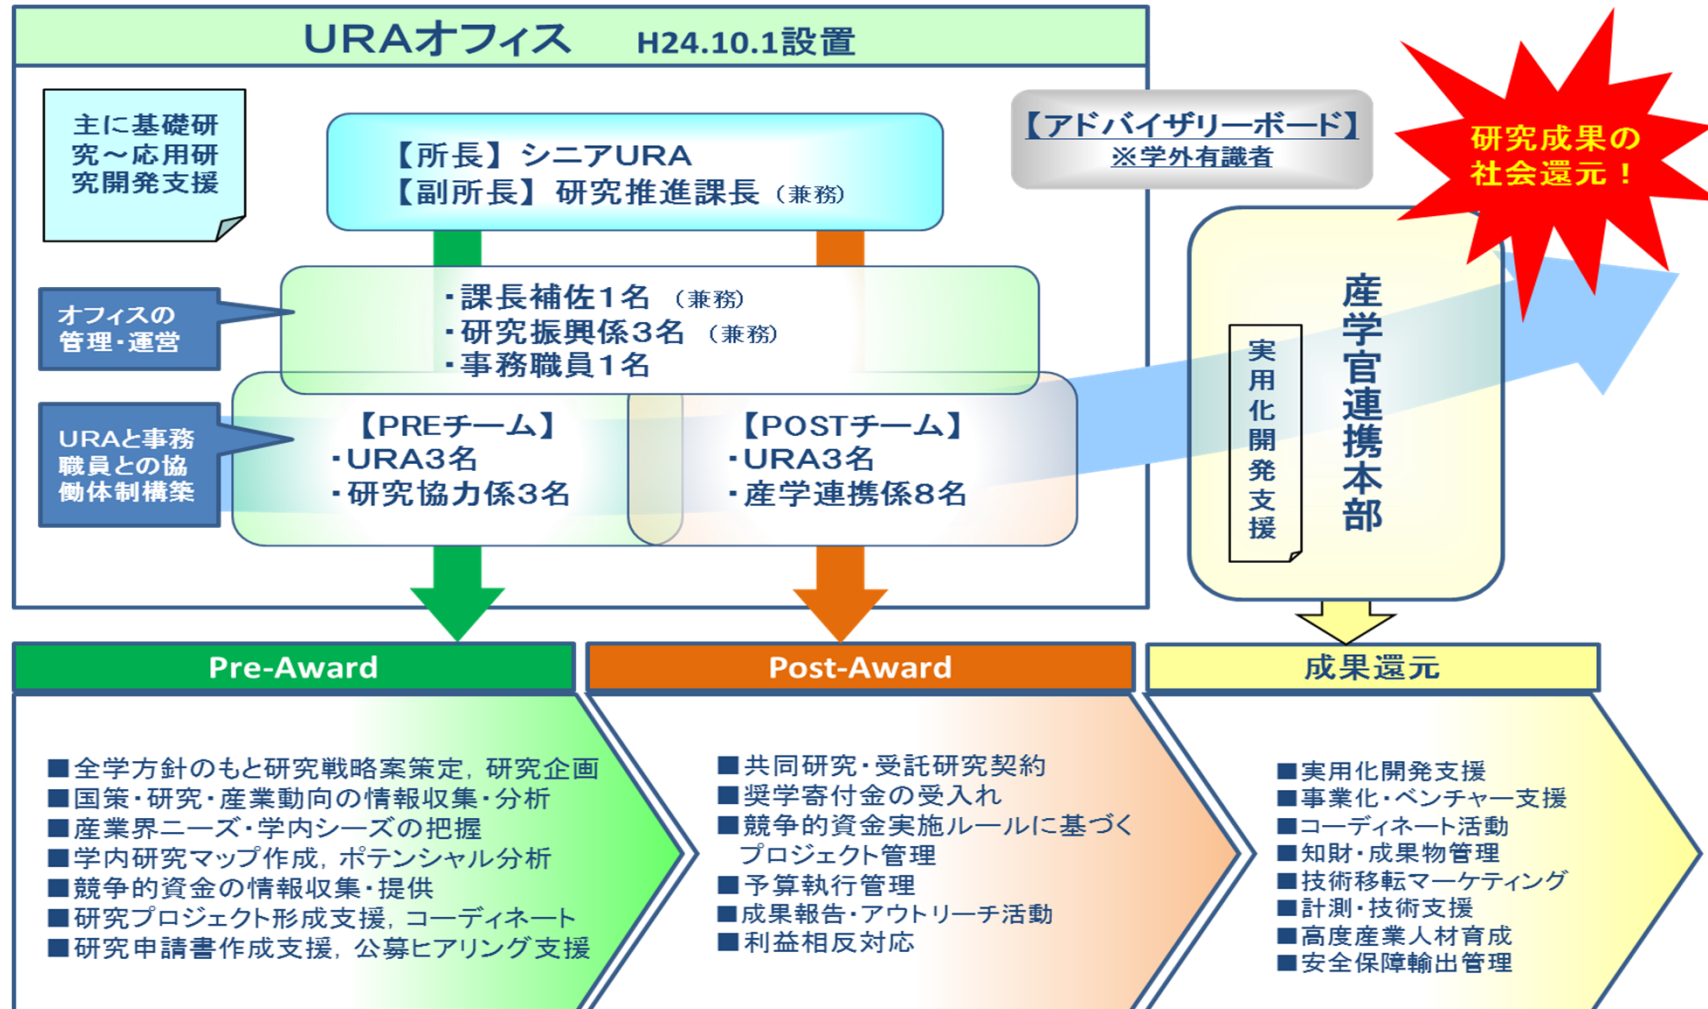 URAオフィス H24.10.1設置
主に基礎研
究～応用研
究開発支援
【所長】シニアURA
【副所長】研究推進課長（兼務）
【アドバイザリーボード】
※学外有識者
研究成果の
社会還元！
オフィスの
管理・運営
・課長補佐1名（兼務）
・研究振興係3名（兼務）
・事務職員1名
URAと事務
職員との協
働体制構築
【PREチーム】
・URA3名
・研究協力係3名
【POSTチーム】
・URA3名
・産学連携係8名
実用化開発支援
産学官連携本部
Pre-Award
■全学方針のもと研究戦略案策定，研究企画
■国策・研究・産業動向の情報収集・分析
■産業界ニーズ・学内シーズの把握
■学内研究マップ作成，ポテンシャル分析
■競争的資金の情報収集・提供
■研究プロジェクト形成支援，コーディネート
■研究申請書作成支援，公募ヒアリング支援
Post-Award
■共同研究・受託研究契約
■奨学寄付金の受入れ
■競争的資金実施ルールに基づく
プロジェクト管理
■予算執行管理
■成果報告・アウトリーチ活動
■利益相反対応
成果還元
■実用化開発支援
■事業化・ベンチャー支援
■コーディネート活動
■知財・成果物管理
■技術移転マーケティング
■計測・技術支援
■高度産業人材育成
■安全保障輸出管理